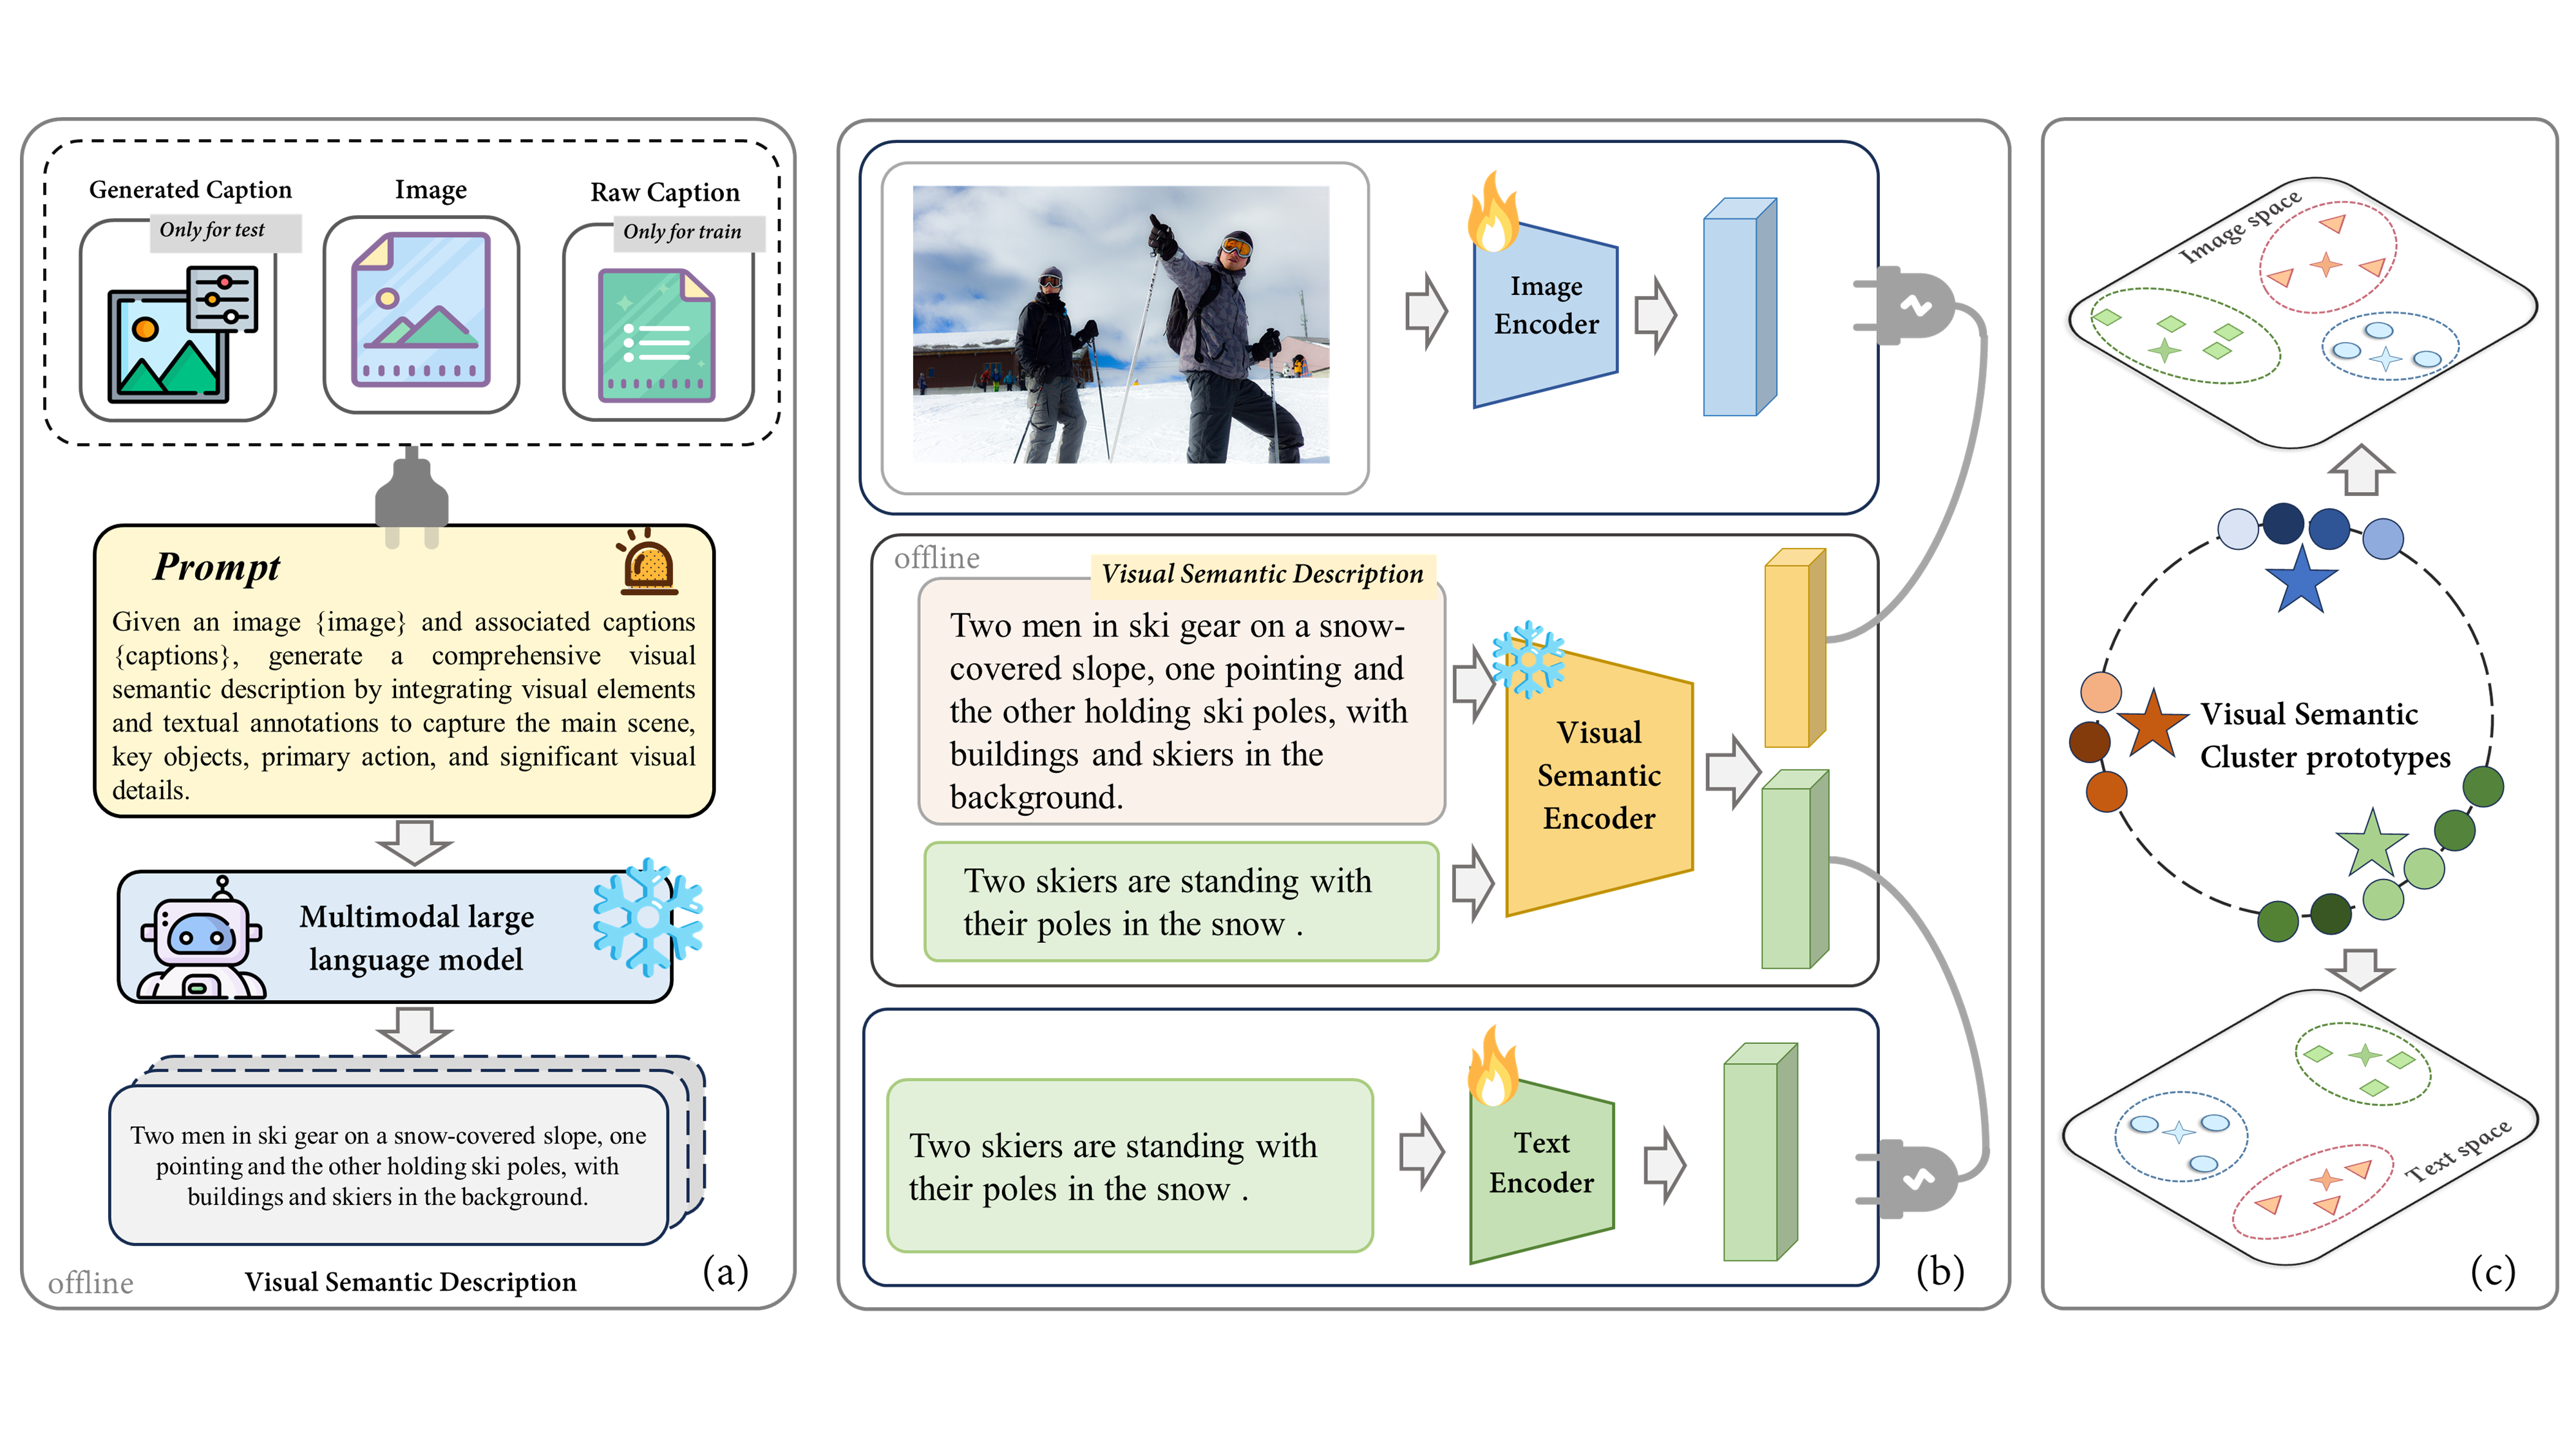 Generated Caption
Only for test
Image
Raw Caption
Only for train
Prompt
Given an image {image} and associated captions
{captions}, generate a comprehensive visual
semantic description by integrating visual elements
and textual annotations to capture the main scene,
key objects, primary action, and significant visual
details.
Multimodal large
language model
Two men in ski gear on a snow-covered slope, one
pointing and the other holding ski poles, with
buildings and skiers in the background.
offline
Visual Semantic Description
(a)
Image
Encoder
offline
Visual Semantic Description
Two men in ski gear on a snow-
covered slope, one pointing and
the other holding ski poles, with
buildings and skiers in the
background.
Two skiers are standing with
their poles in the snow .
Visual
Semantic
Encoder
Two skiers are standing with
their poles in the snow .
Text
Encoder
(b)
Image space
Visual Semantic
Cluster prototypes
Text space
(c)